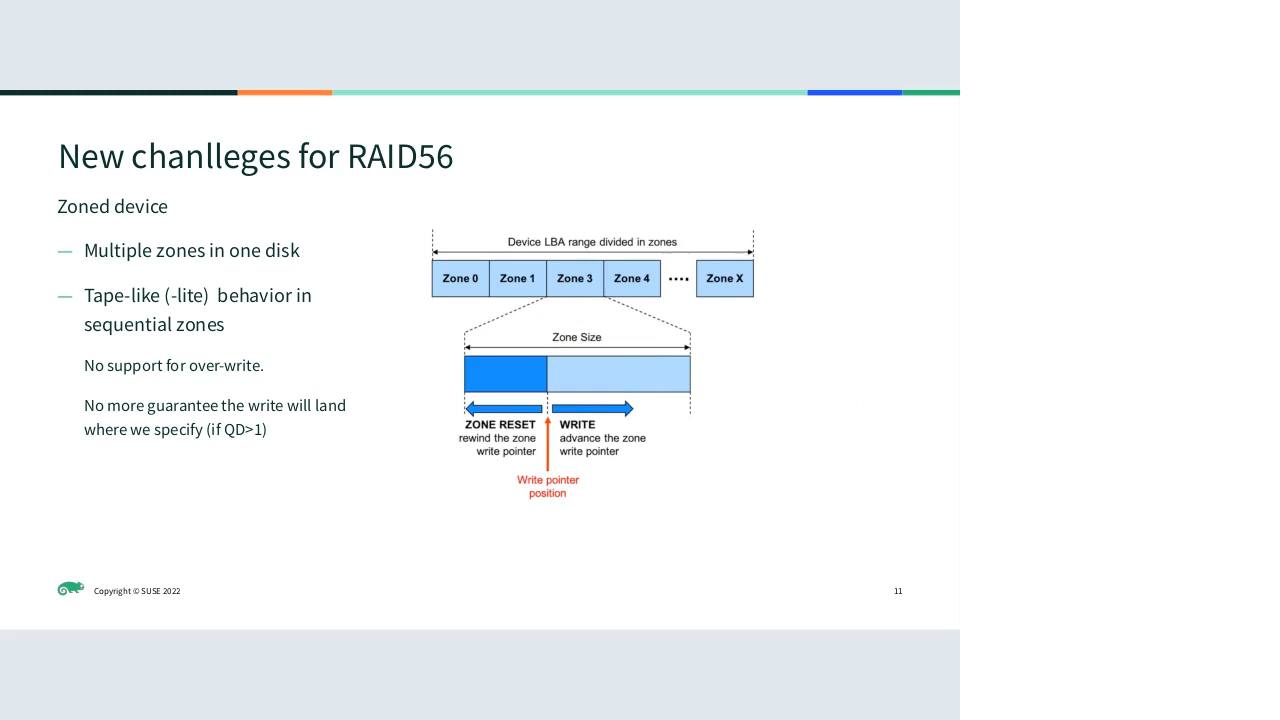 New chanlleges for RAID56
Zoned device
— Multiple zones in one disk
— Tape-like (-lite) behavior in
sequential zones
No support for over-write.
No more guarantee the write will land
where we specify (if QD>1)
Device LBA range divided in zones
Zone 0 Zone 1 Zone 3 Zone 4 .... Zone X
Zone Size
ZONE RESET
rewind the zone
write pointer
WRITE
advance the zone
write pointer
Write pointer
position
Copyright © SUSE 2022
11